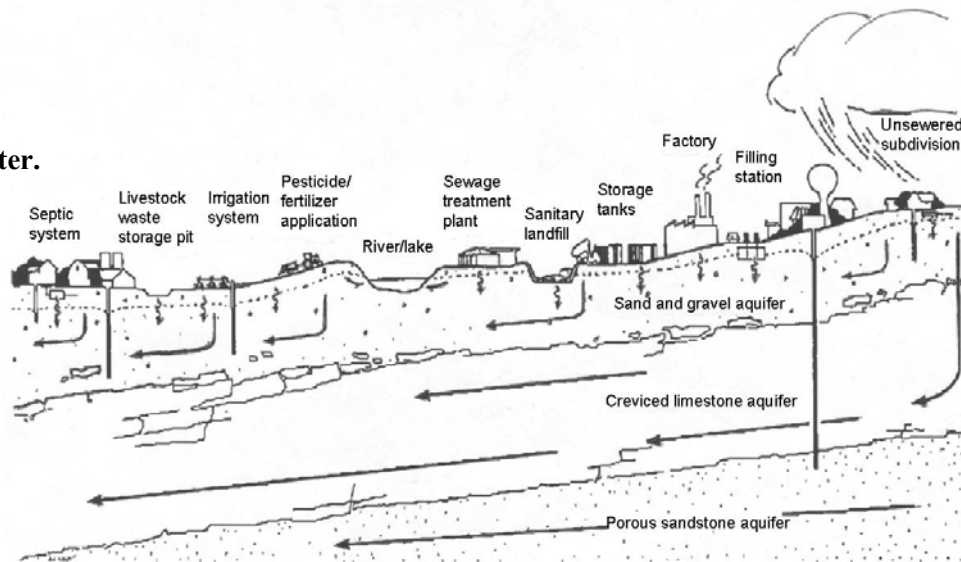 ter.
Septic
system
Livestock
waste
storage pit
Irrigation
system
Pesticide/
fertilizer
application
River/lake
Sewage
treatment
plant
Sanitary
landfill
Storage
tanks
Factory
Filling
station
Unsewered
subdivision
Sand and gravel aquifer
Creviced limestone aquifer
Porous sandstone aquifer